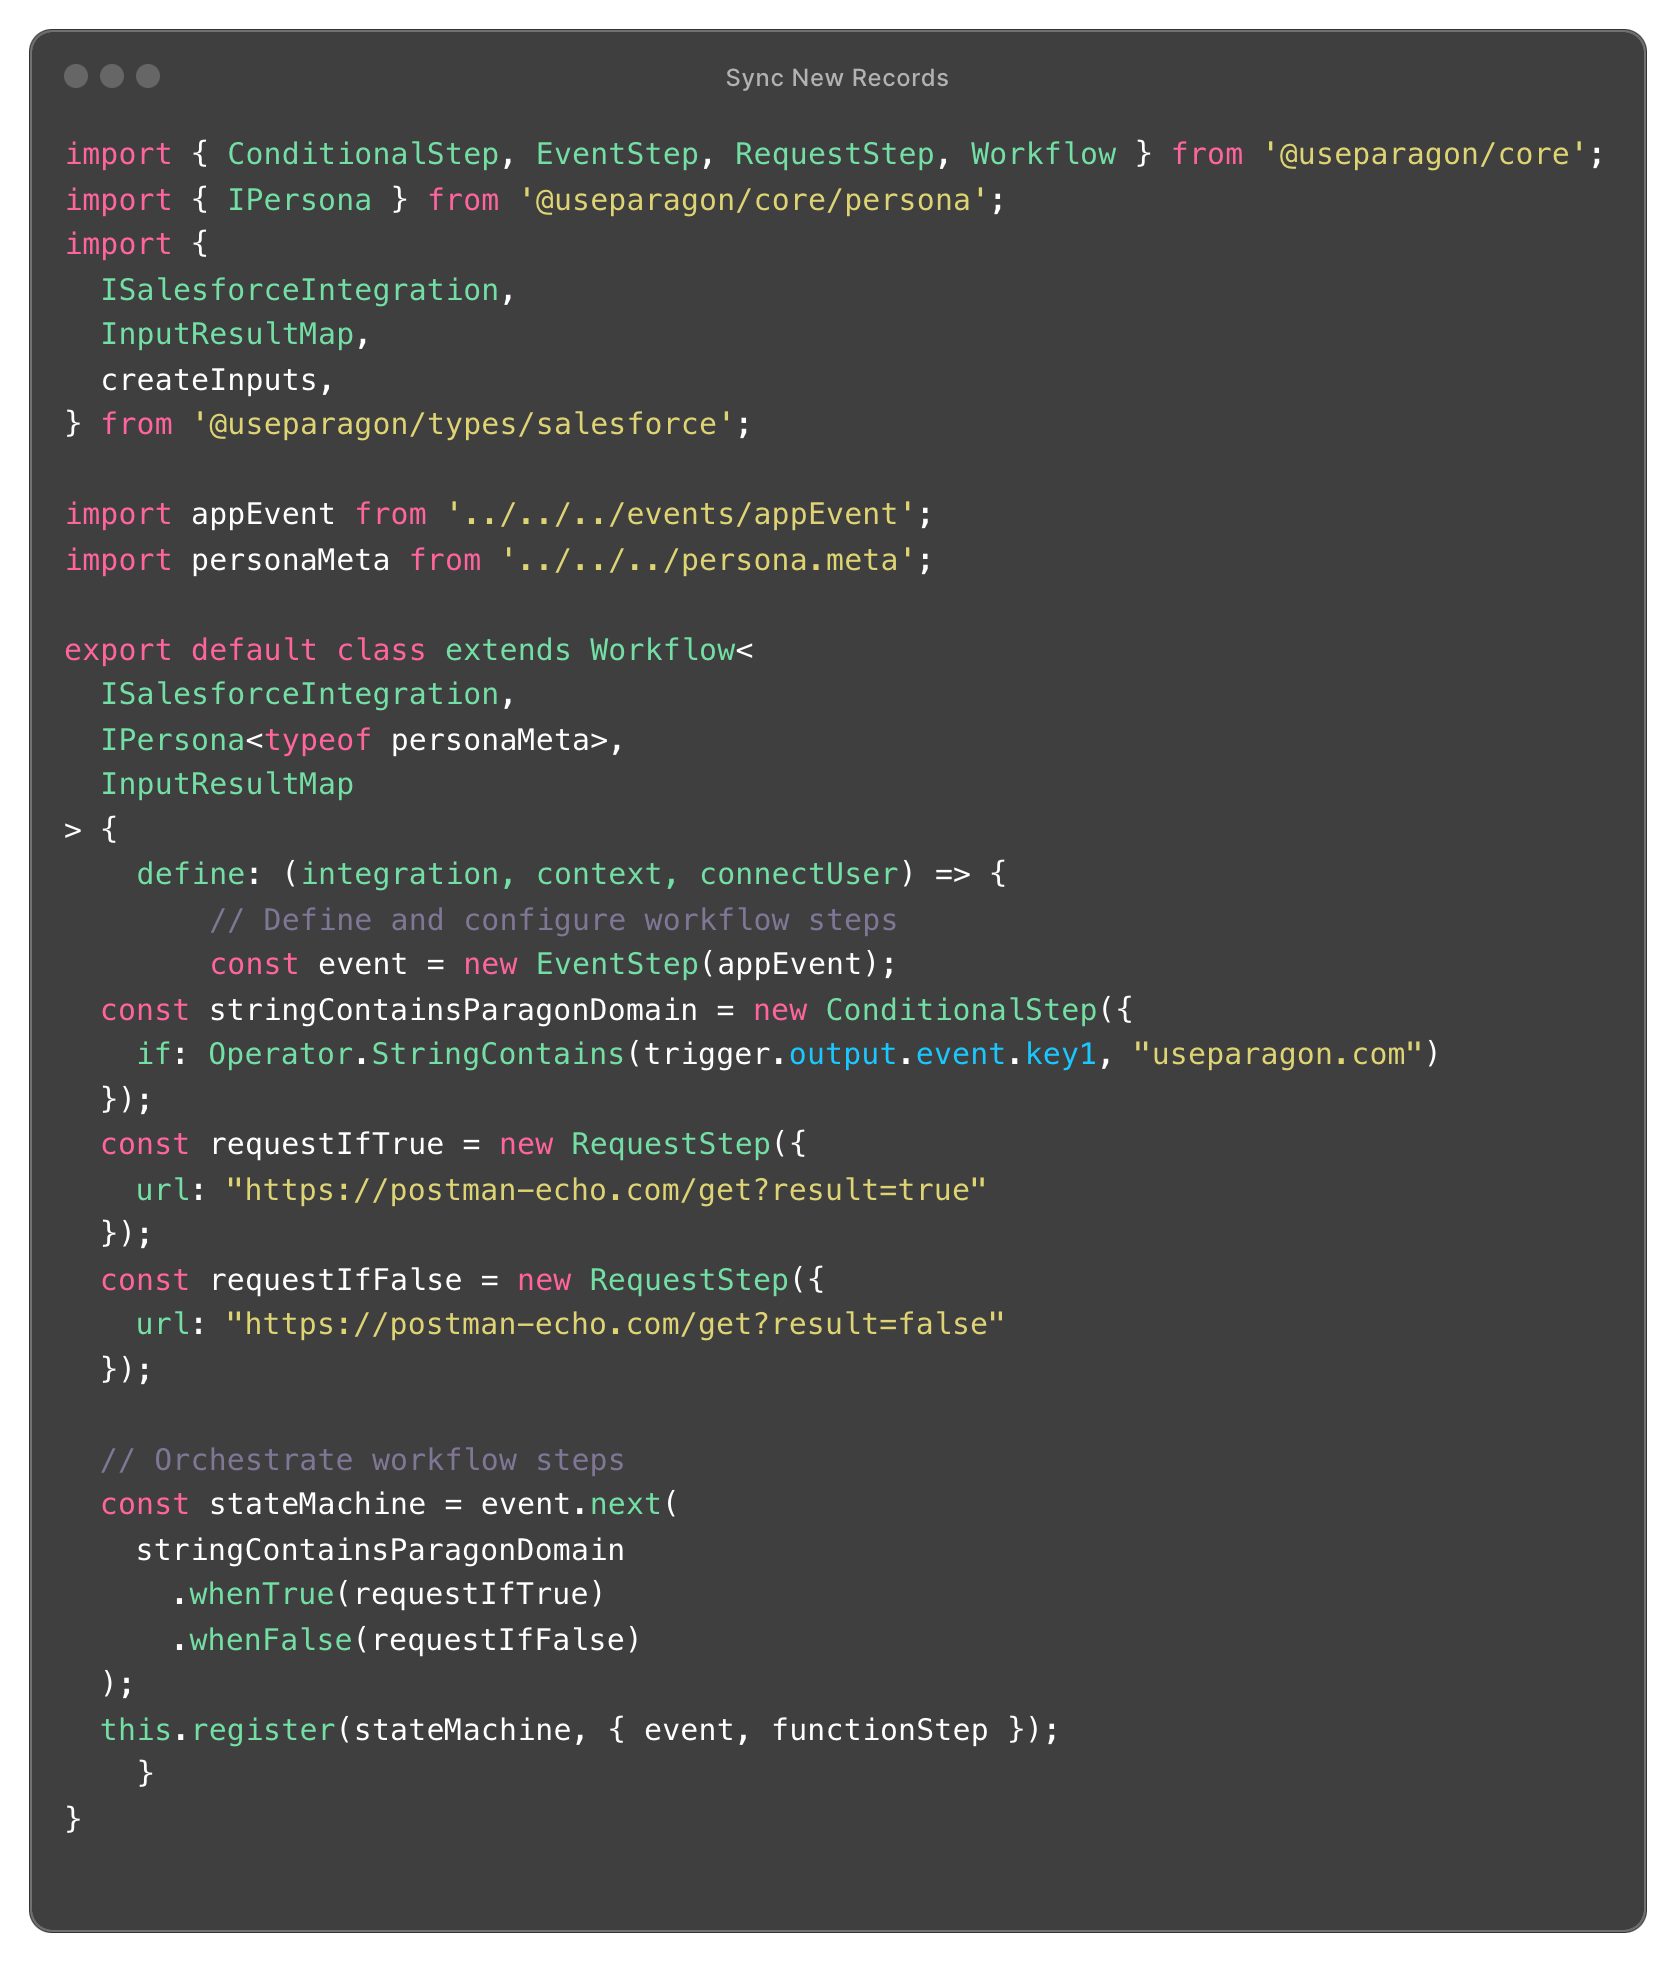 Sync New Records
import { ConditionalStep, EventStep, RequestStep, Workflow } from '@useparagon/core';
import { IPersona } from '@useparagon/core/persona';
import {
  ISalesforceIntegration,
  InputResultMap,
  createInputs,
} from '@useparagon/types/salesforce';

import appEvent from '../../../events/appEvent';
import personaMeta from '../../../persona.meta';

export default class extends Workflow<
  ISalesforceIntegration,
  IPersona<typeof personaMeta>,
  InputResultMap
> {
    define: (integration, context, connectUser) => {
        // Define and configure workflow steps
        const event = new EventStep(appEvent);
  const stringContainsParagonDomain = new ConditionalStep({
    if: Operator.StringContains(trigger.output.event.key1, "useparagon.com")
  });
  const requestIfTrue = new RequestStep({
    url: "https://postman-echo.com/get?result=true"
  });
  const requestIfFalse = new RequestStep({
    url: "https://postman-echo.com/get?result=false"
  });

  // Orchestrate workflow steps
  const stateMachine = event.next(
    stringContainsParagonDomain
      .whenTrue(requestIfTrue)
      .whenFalse(requestIfFalse)
  );
  this.register(stateMachine, { event, functionStep });
    }
}